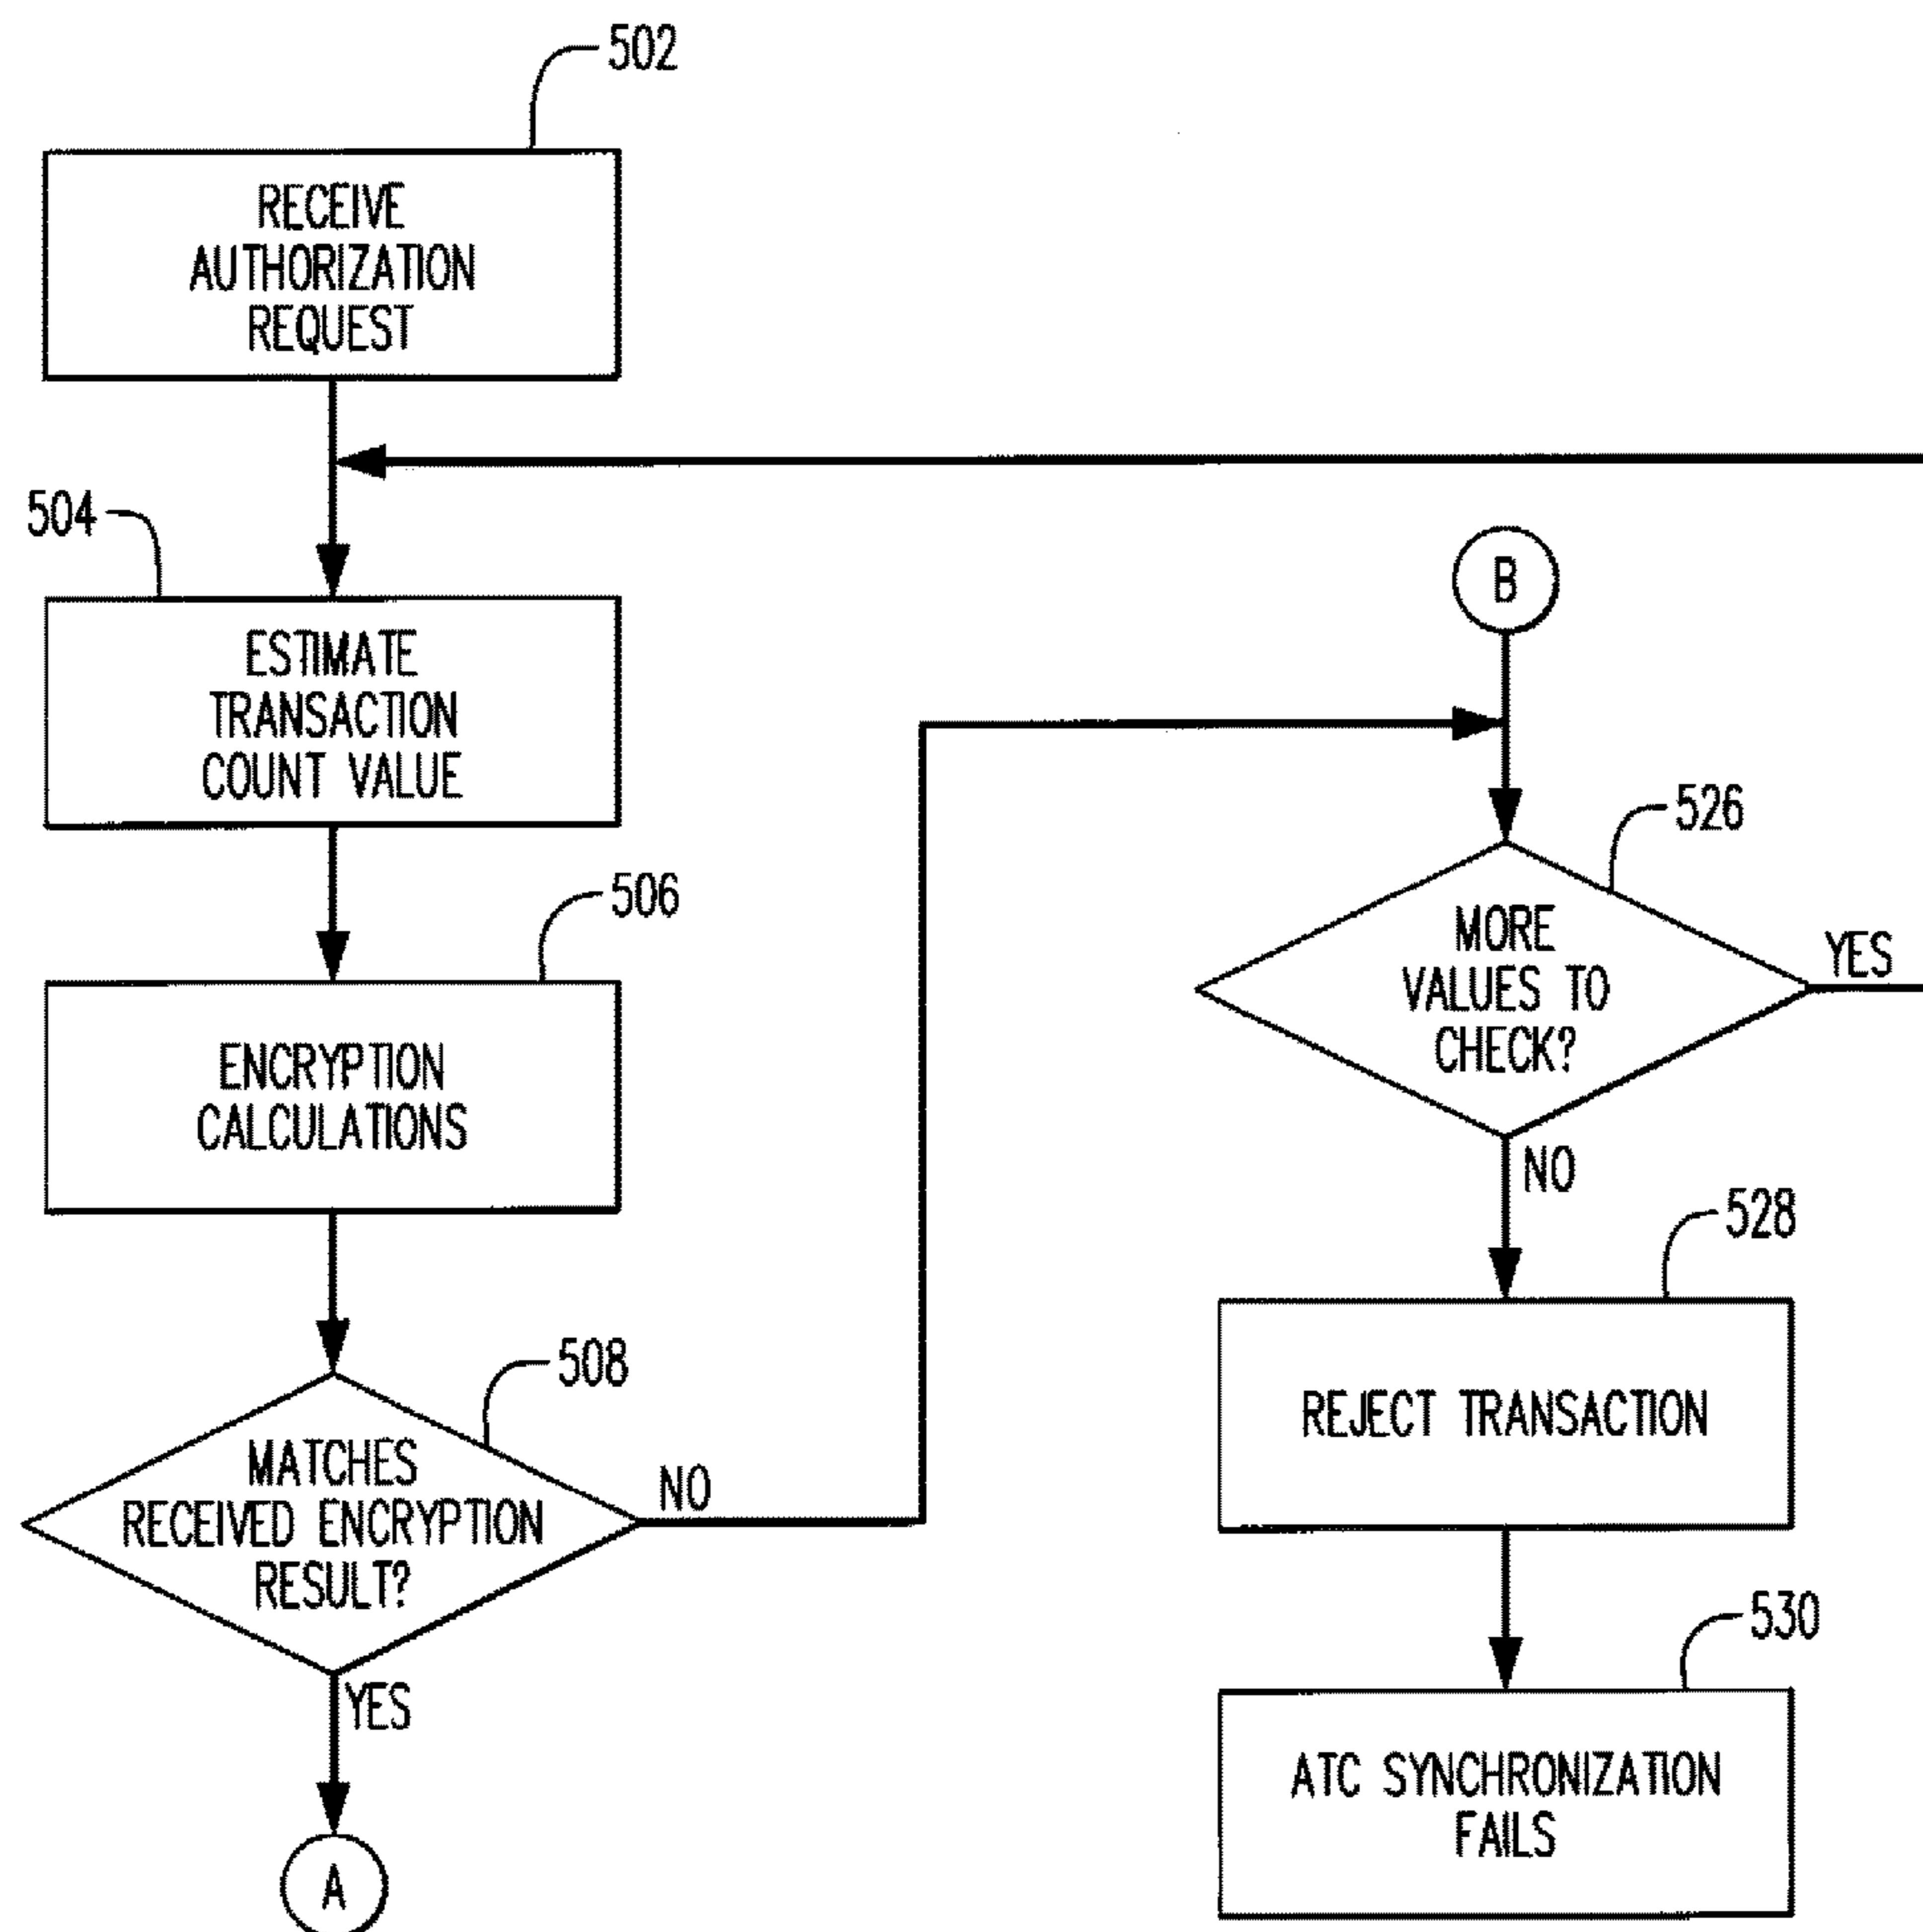 502
RECEIVE
AUTHORIZATION
REQUEST
504
ESTIMATE
TRANSACTION
COUNT VALUE
506
ENCRYPTION
CALCULATIONS
508
MATCHES
RECEIVED ENCRYPTION
RESULT?
NO
YES
A
B
526
MORE
VALUES TO
CHECK?
YES
NO
528
REJECT TRANSACTION
530
ATC SYNCHRONIZATION
FAILS